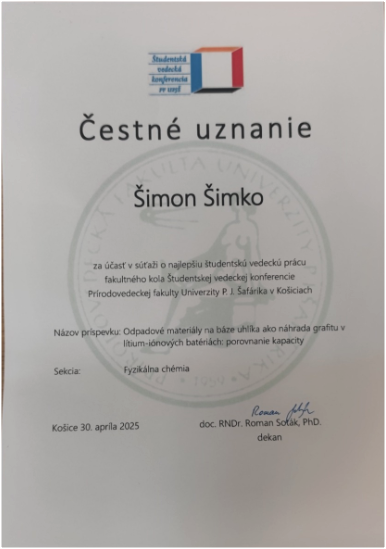 Študentská
vedecká
konferencia
PF UPJŠ
Čestné uznanie
Šimon Šimko
za účasť v súťaži o najlepšiu študentskú vedeckú prácu
fakultného kola Študentskej vedeckej konferencie
Prírodovedeckej fakulty Univerzity P. J. Šafárika v Košiciach
Názov príspevku: Odpadové materiály na báze uhlíka ako náhrada grafitu v
lítium-iónových batériách: porovnanie kapacity
Sekcia: Fyzikálna chémia
Košice 30. apríla 2025
doc. RNDr. Roman Soták, PhD.
dekan